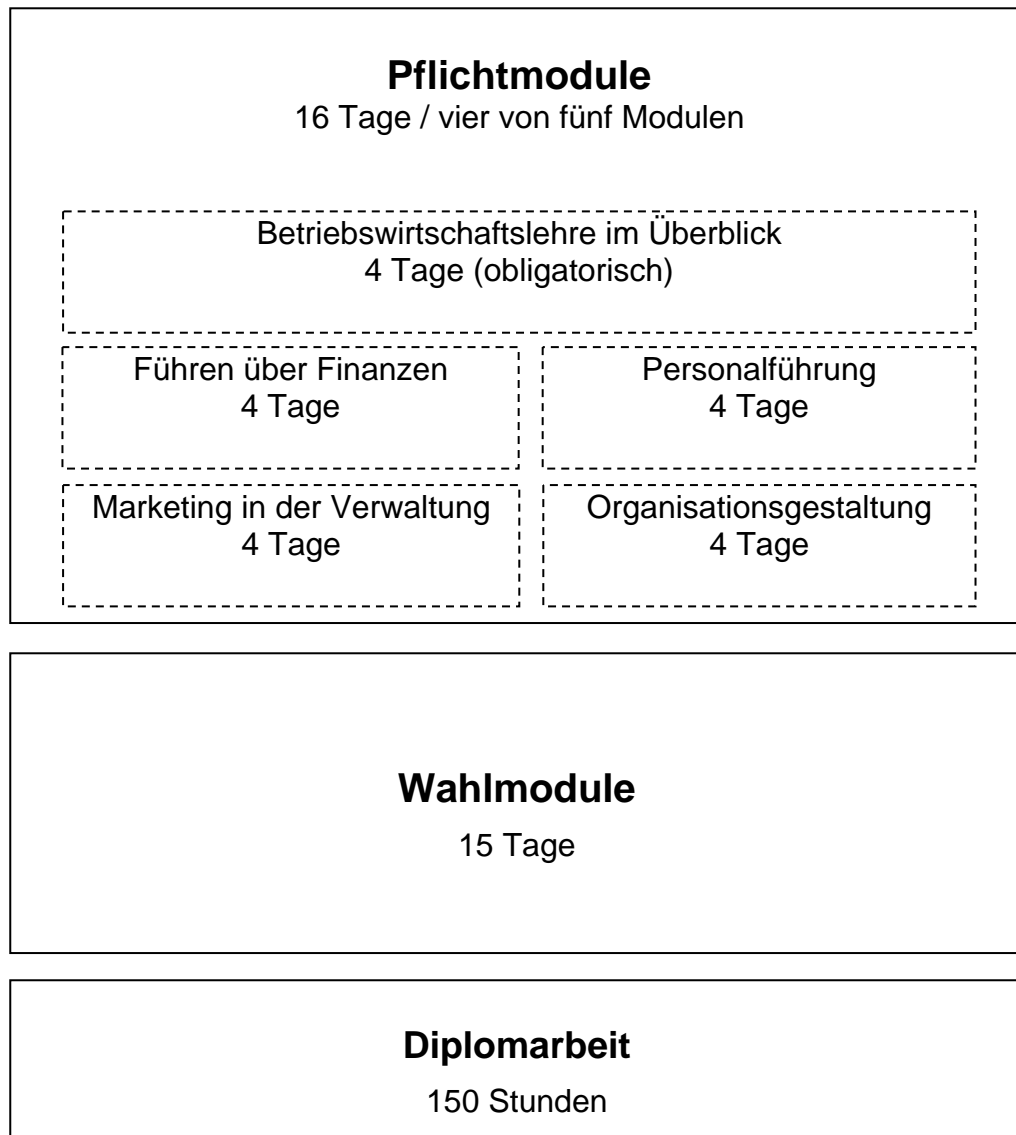 Pflichtmodule
16 Tage / vier von fünf Modulen
Betriebswirtschaftslehre im Überblick
4 Tage (obligatorisch)
Führen über Finanzen
4 Tage
Personalführung
4 Tage
Marketing in der Verwaltung
4 Tage
Organisationsgestaltung
4 Tage
Wahlmodule
15 Tage
Diplomarbeit
150 Stunden